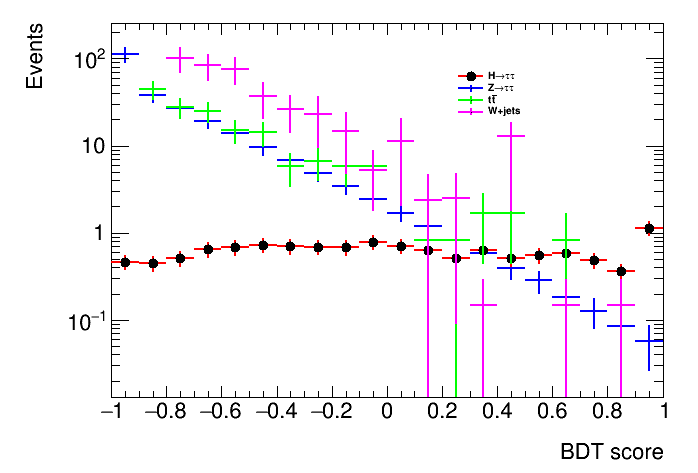 Events
10²
10
1
10⁻¹
H→ττ
Z→ττ
tt̄
W+jets
−1 −0.8 −0.6 −0.4 −0.2 0 0.2 0.4 0.6 0.8 1
BDT score